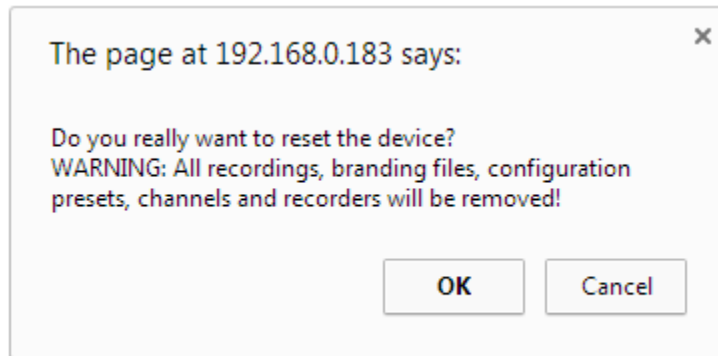 The page at 192.168.0.183 says:
Do you really want to reset the device?
WARNING: All recordings, branding files, configuration
presets, channels and recorders will be removed!
OK
Cancel